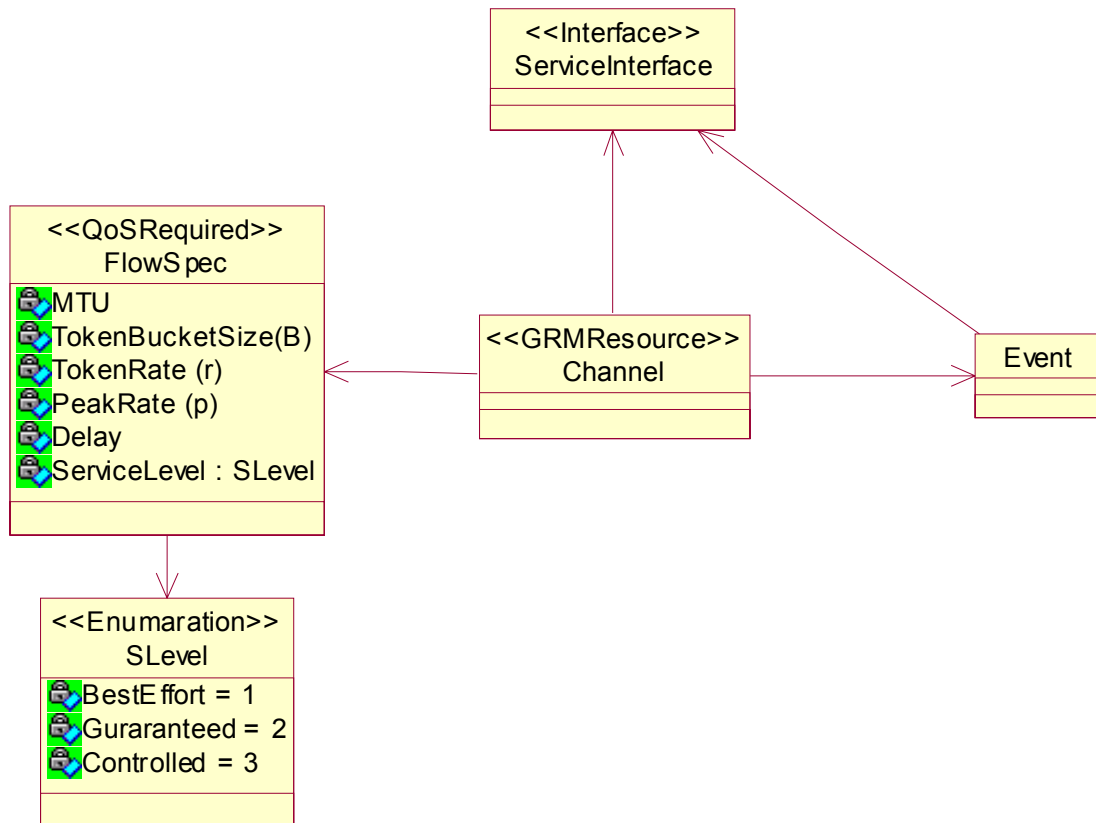 <<Interface>>
ServiceInterface
<<QoSRequired>>
FlowSpec
MTU
TokenBucketSize(B)
TokenRate (r)
PeakRate (p)
Delay
ServiceLevel : SLevel
<<GRMResource>>
Channel
Event
<<Enumaration>>
SLevel
BestEffort = 1
Guraranteed = 2
Controlled = 3